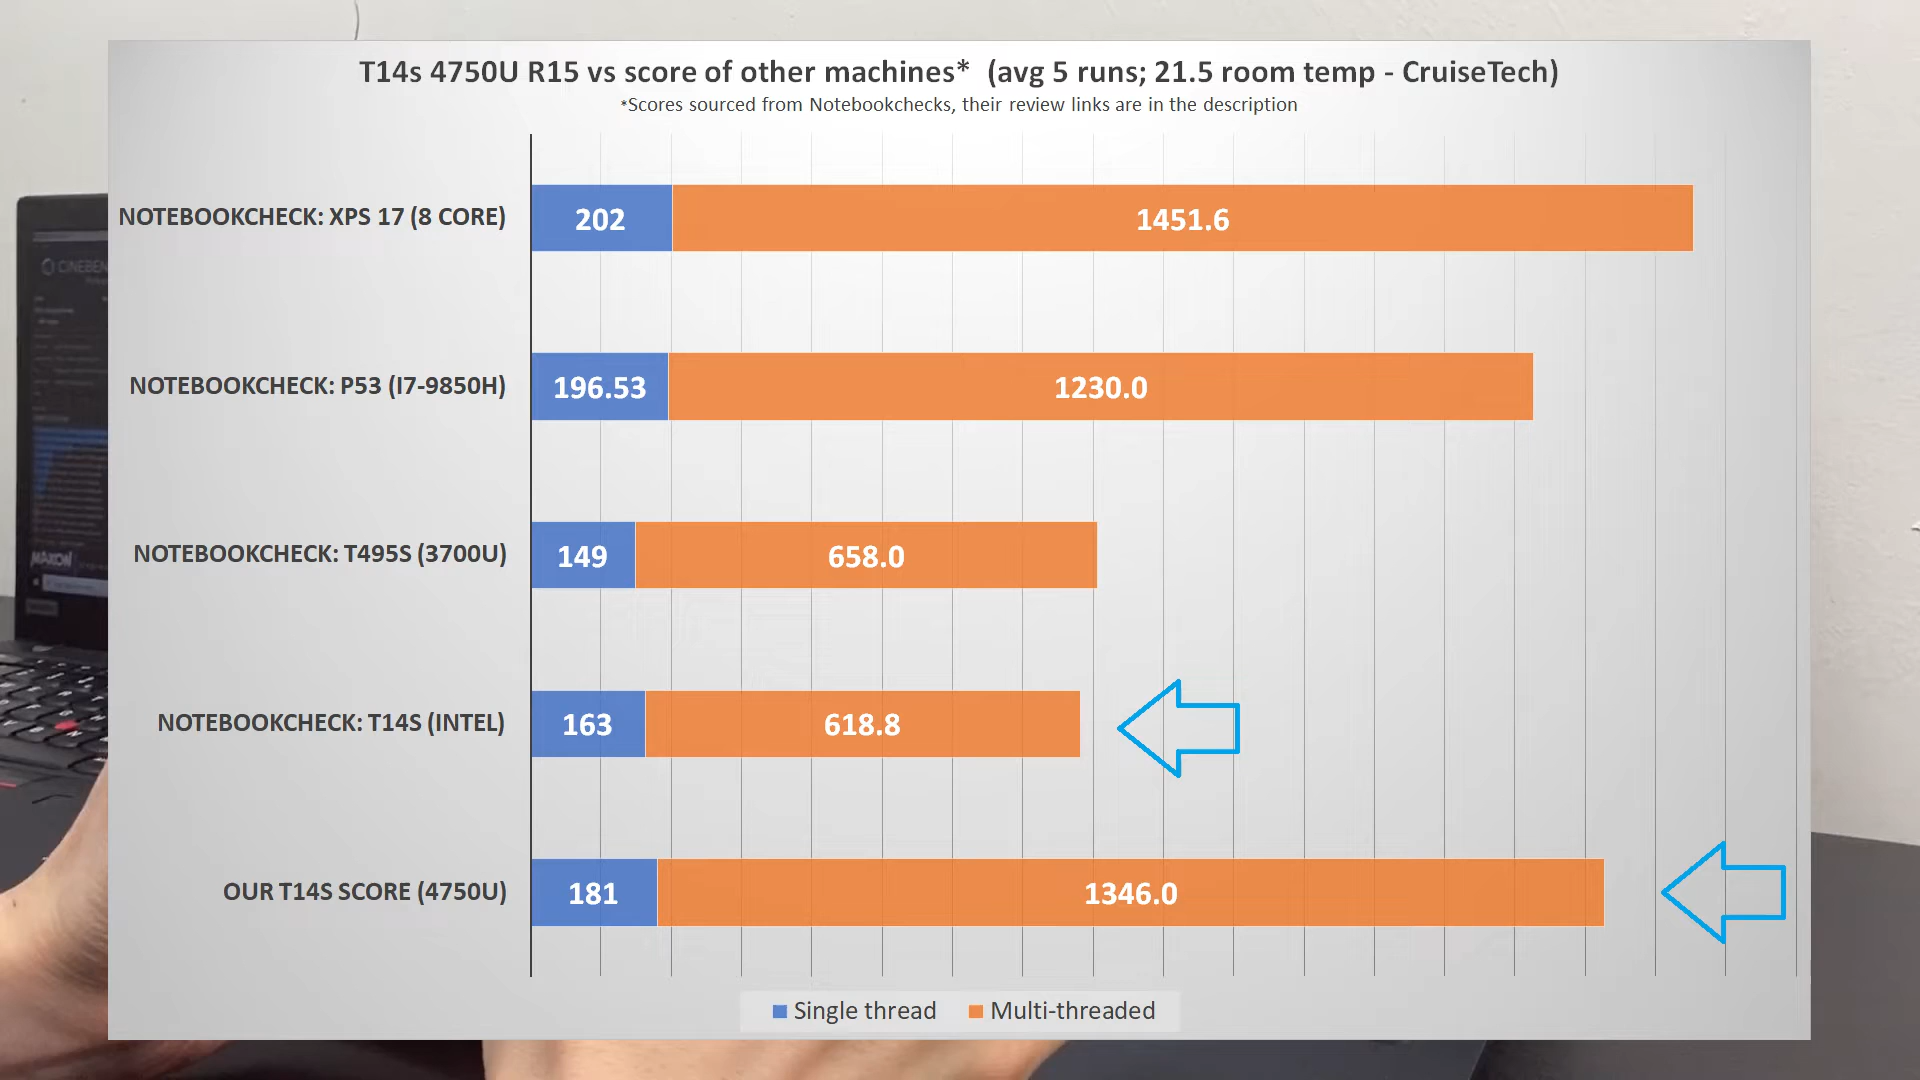 T14s 4750U R15 vs score of other machines* (avg 5 runs; 21.5 room temp - CruiseTech)
*Scores sourced from Notebookchecks, their review links are in the description
NOTEBOOKCHECK: XPS 17 (8 CORE)
202
1451.6
NOTEBOOKCHECK: P53 (I7-9850H)
196.53
1230.0
NOTEBOOKCHECK: T495S (3700U)
149
658.0
NOTEBOOKCHECK: T14S (INTEL)
163
618.8
OUR T14S SCORE (4750U)
181
1346.0
Single thread
Multi-threaded
MAXON